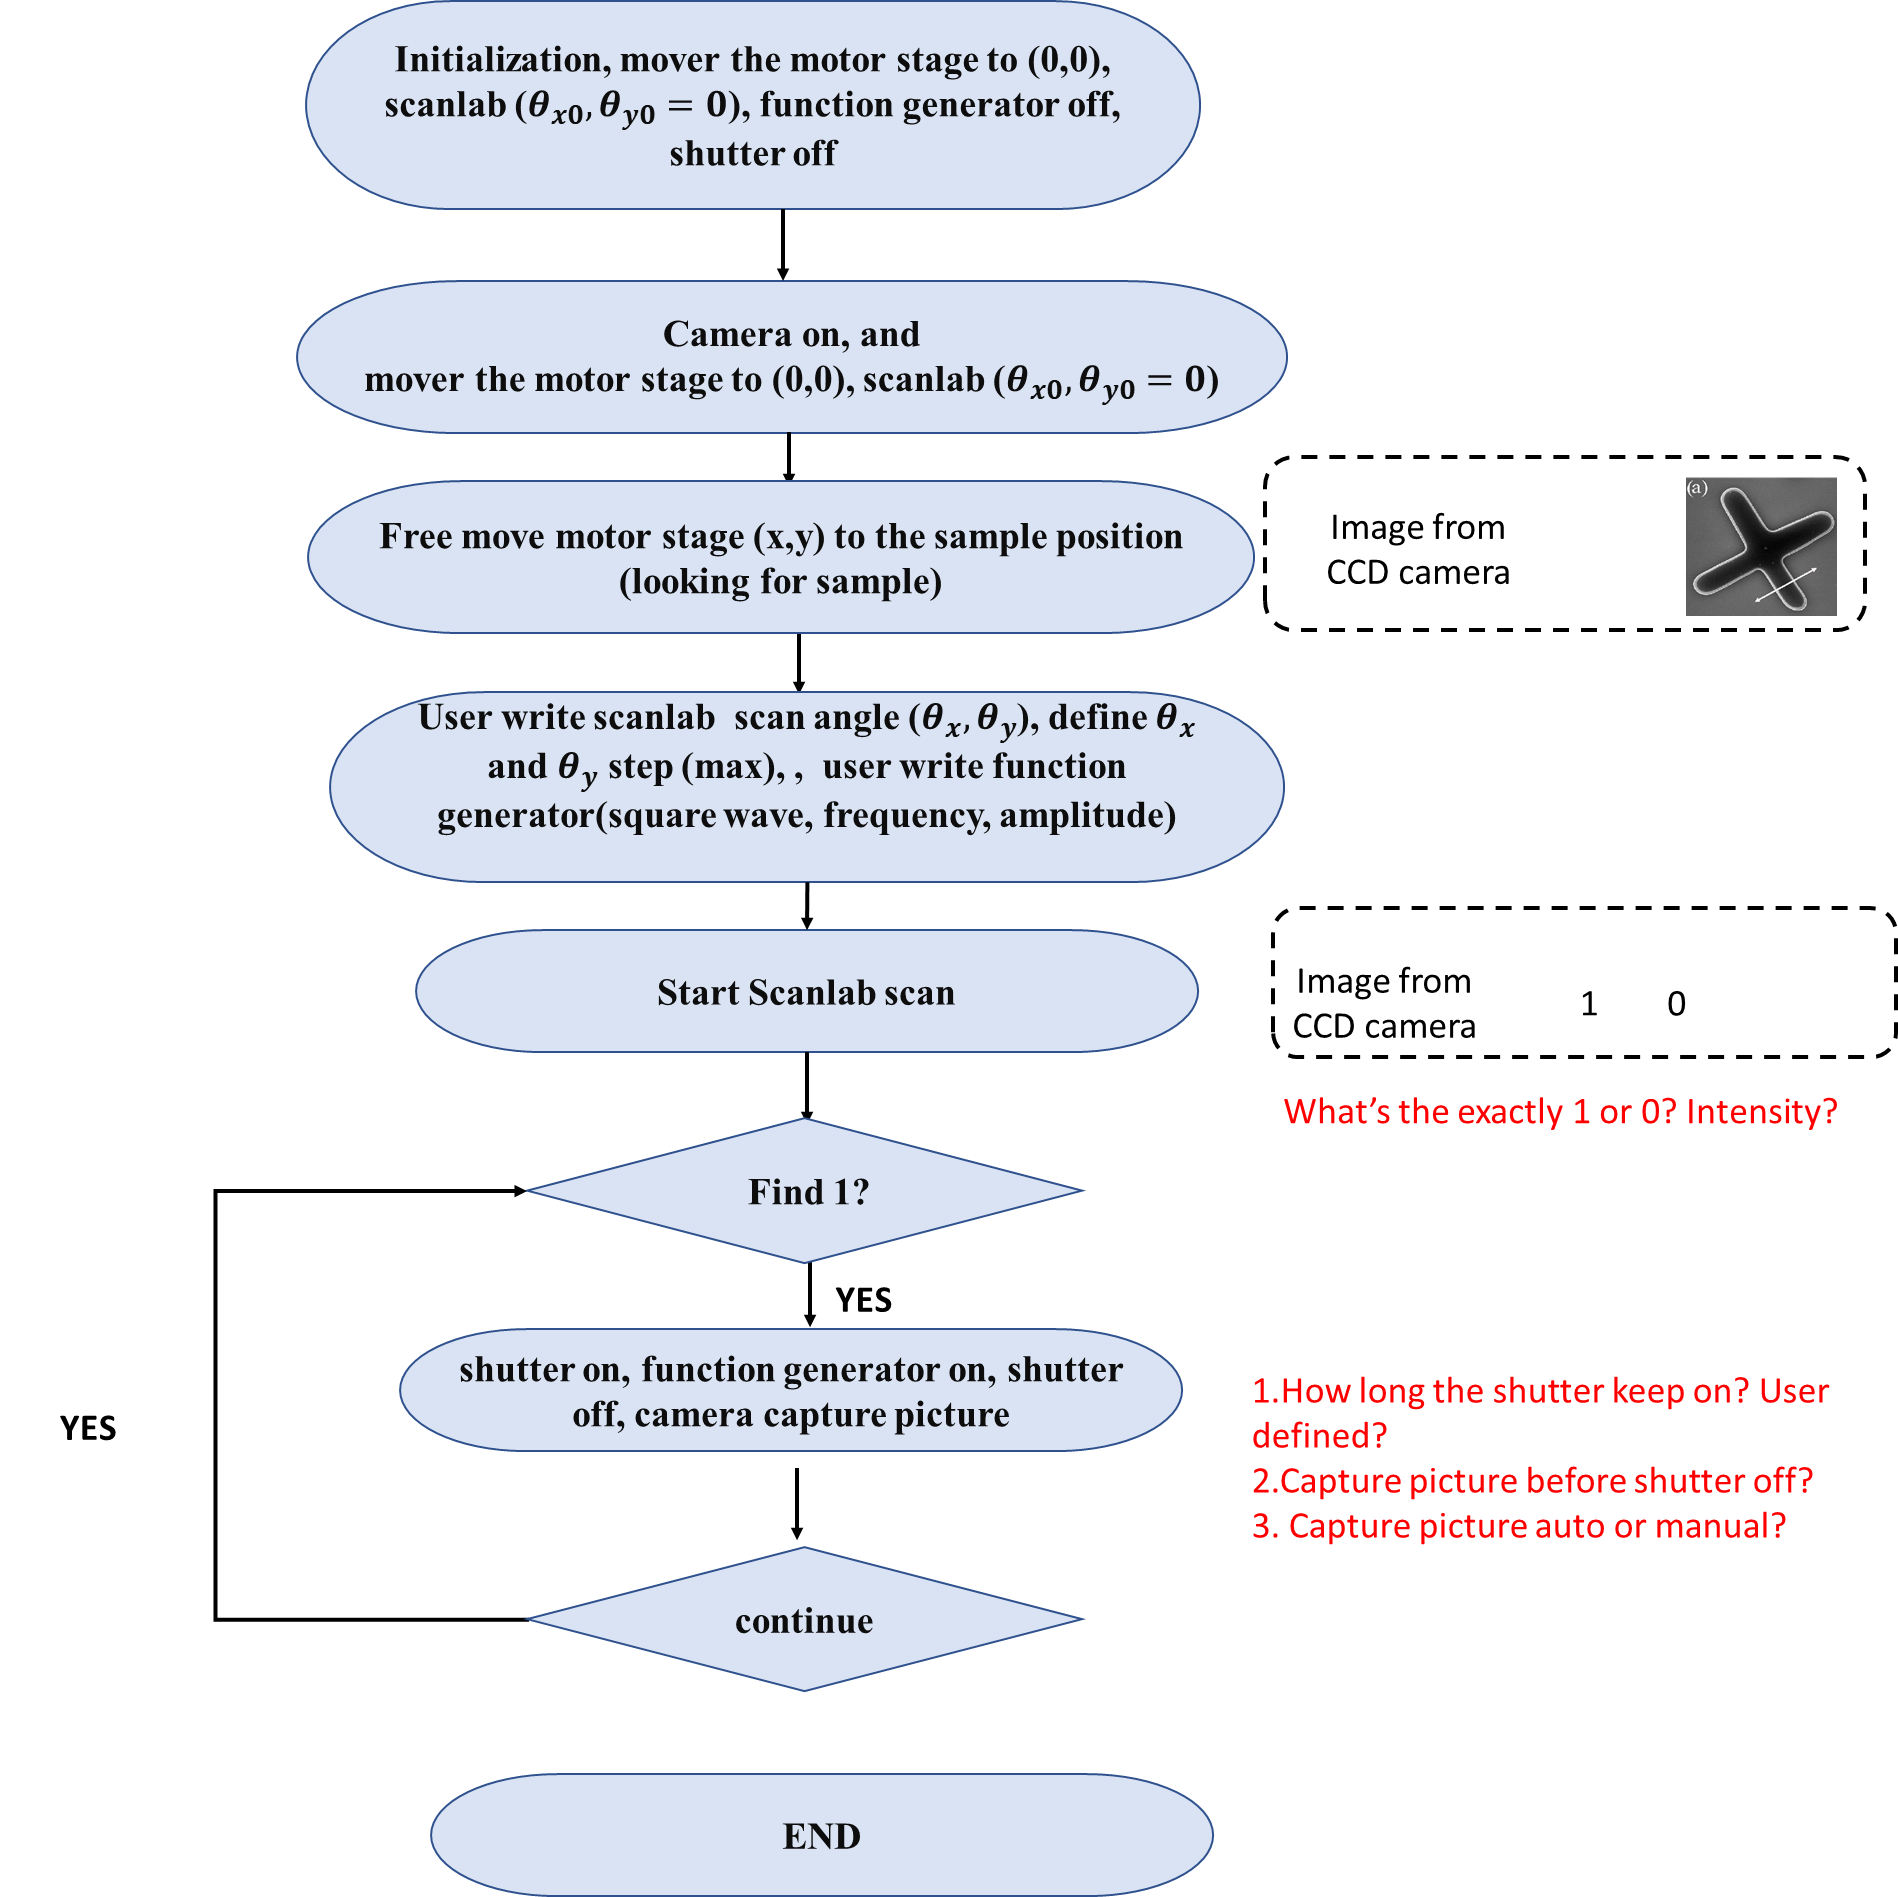 Initialization, mover the motor stage to (0,0),
scanlab (θx0, θy0 = 0), function generator off,
shutter off
Camera on, and
mover the motor stage to (0,0), scanlab (θx0, θy0 = 0)
Free move motor stage (x,y) to the sample position
(looking for sample)
Image from
CCD camera
(a)
User write scanlab  scan angle (θx, θy), define θx
and θy step (max), ,  user write function
generator(square wave, frequency, amplitude)
Start Scanlab scan
Image from
CCD camera
1 0
What's the exactly 1 or 0? Intensity?
Find 1?
YES
shutter on, function generator on, shutter
off, camera capture picture
1.How long the shutter keep on? User
defined?
2.Capture picture before shutter off?
3. Capture picture auto or manual?
YES
continue
END